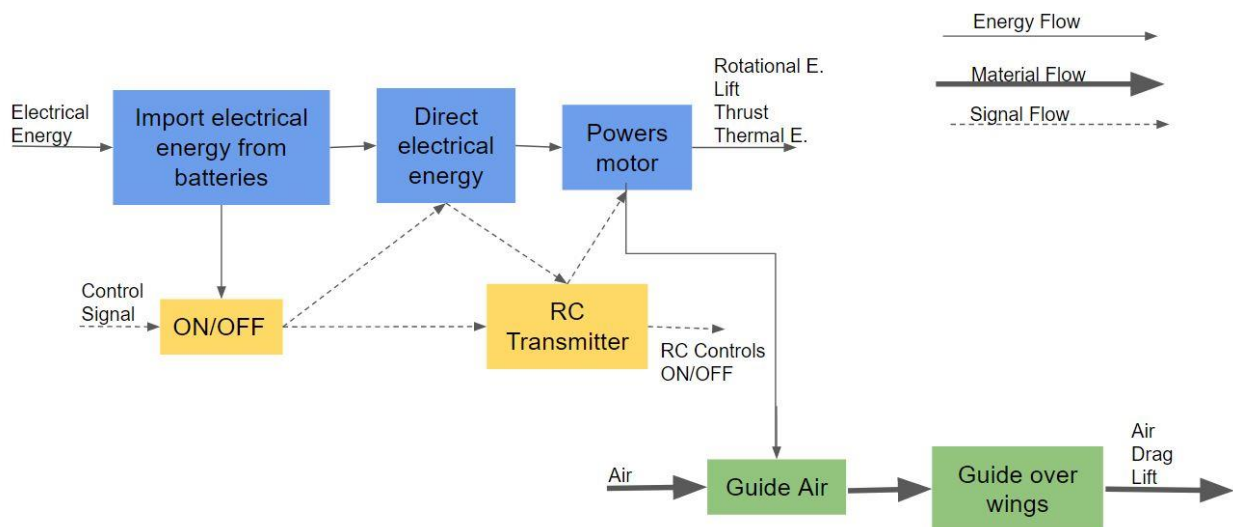 Energy Flow
Material Flow
Signal Flow
Electrical
Energy
Import electrical
energy from
batteries
Direct
electrical
energy
Powers
motor
Rotational E.
Lift
Thrust
Thermal E.
Control
Signal
ON/OFF
RC
Transmitter
RC Controls
ON/OFF
Air
Guide Air
Guide over
wings
Air
Drag
Lift